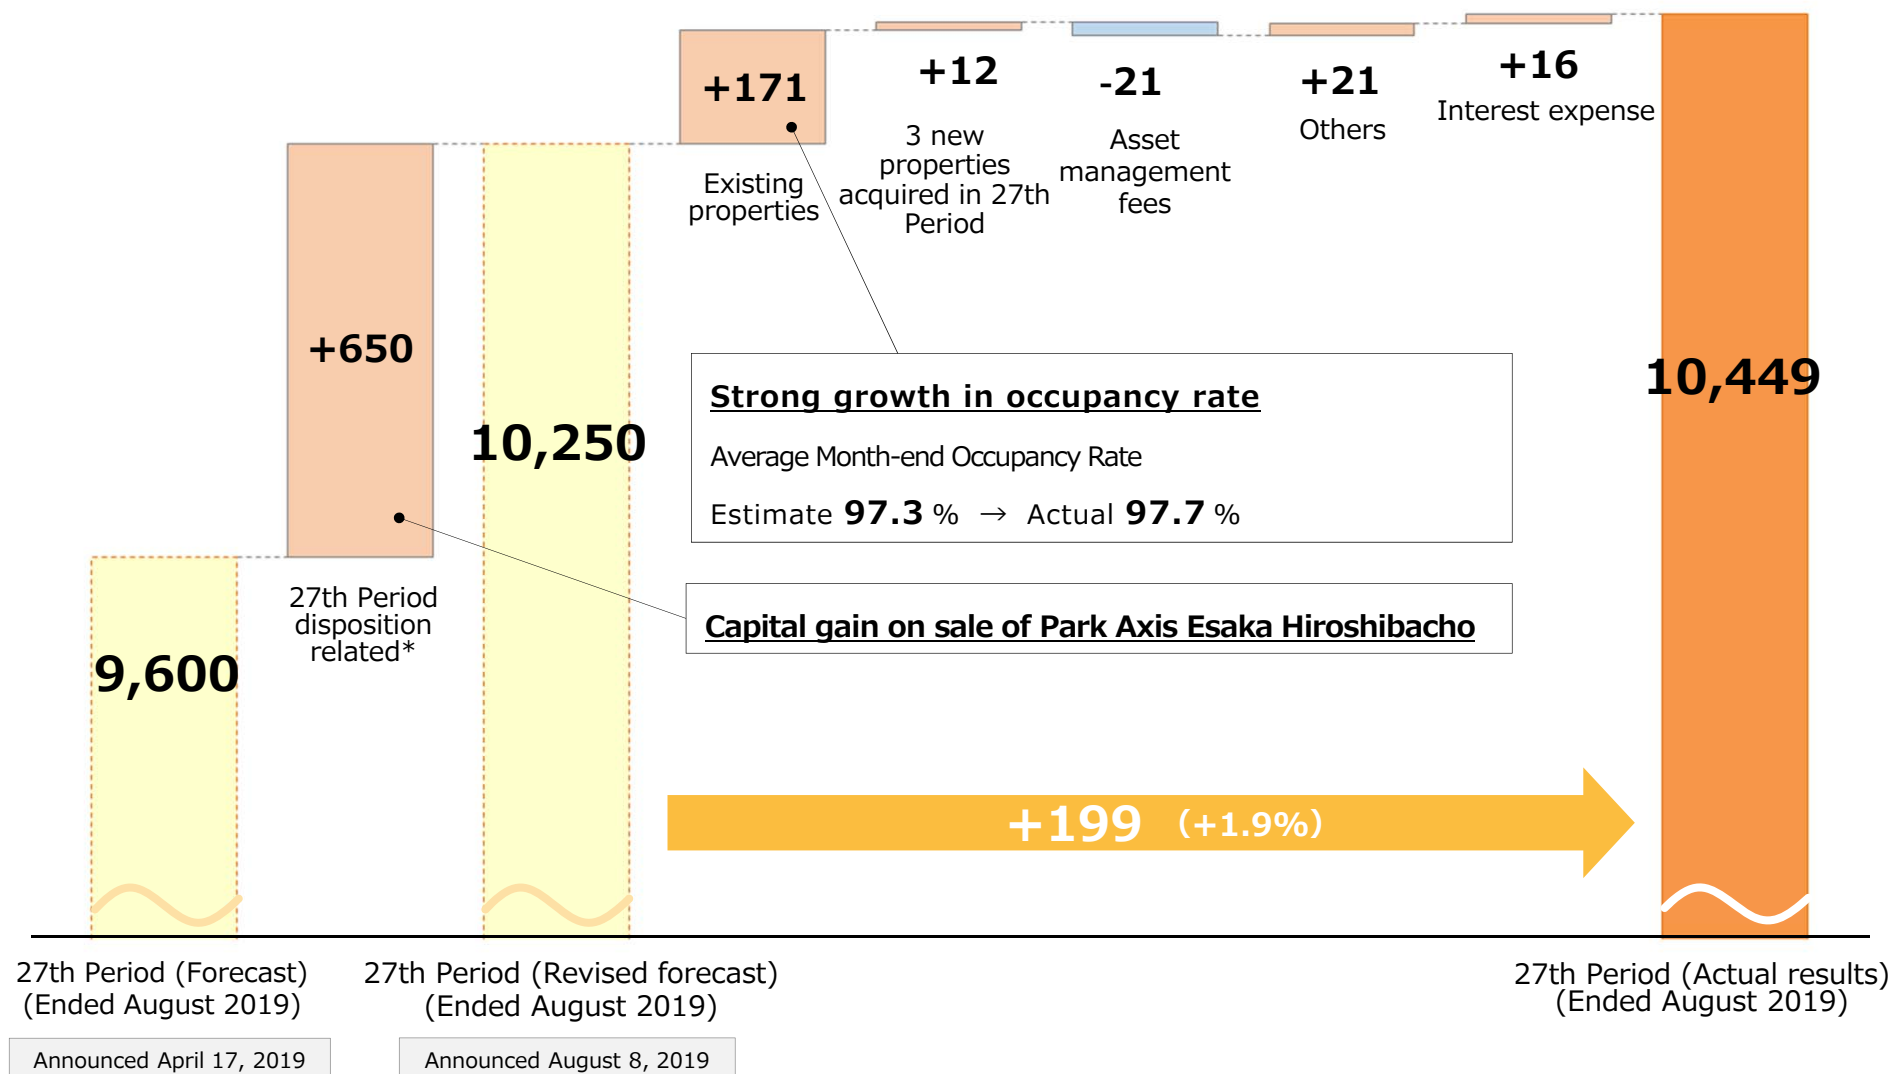 +171
+12
-21
+21
+16
Interest expense
Others
3 new
properties
acquired in 27th
Period
Asset
management
fees
Existing
properties
+650
10,449
Strong growth in occupancy rate
Average Month-end Occupancy Rate
Estimate 97.3 % → Actual 97.7 %
10,250
27th Period
disposition
related*
Capital gain on sale of Park Axis Esaka Hiroshibacho
9,600
+199 (+1.9%)
27th Period (Forecast)
(Ended August 2019)
Announced April 17, 2019
27th Period (Revised forecast)
(Ended August 2019)
Announced August 8, 2019
27th Period (Actual results)
(Ended August 2019)